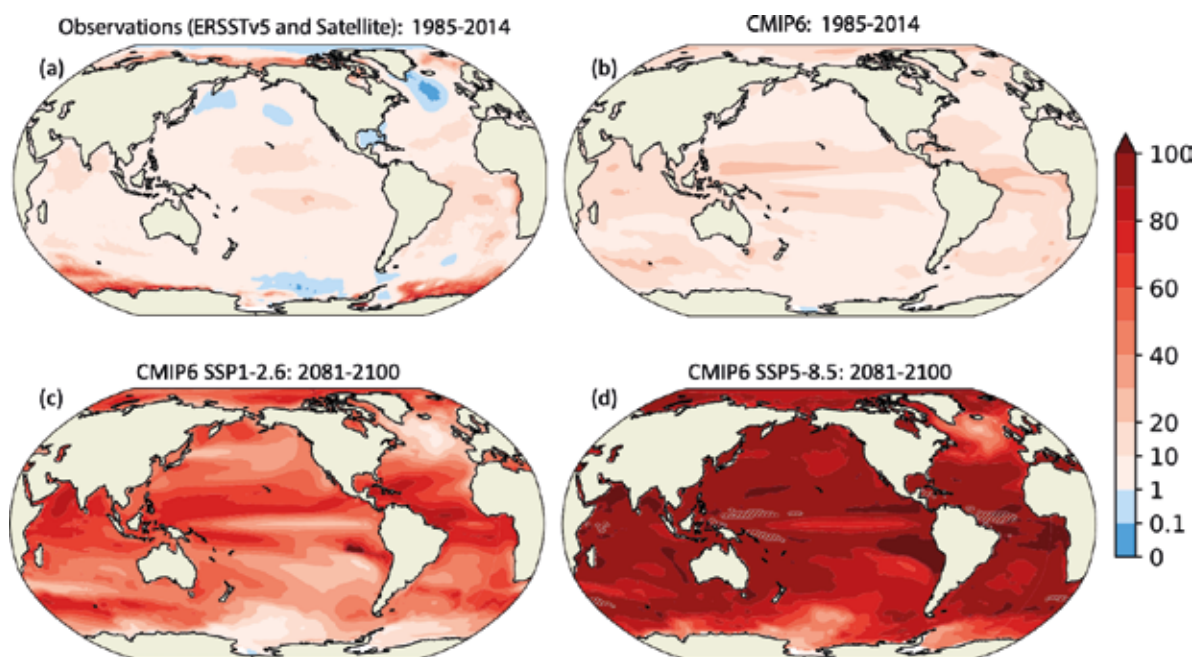 Observations (ERSSTv5 and Satellite): 1985-2014
CMIP6: 1985-2014
(a)
(b)
100
80
60
40
20
10
1
0.1
0
CMIP6 SSP1-2.6: 2081-2100
CMIP6 SSP5-8.5: 2081-2100
(c)
(d)